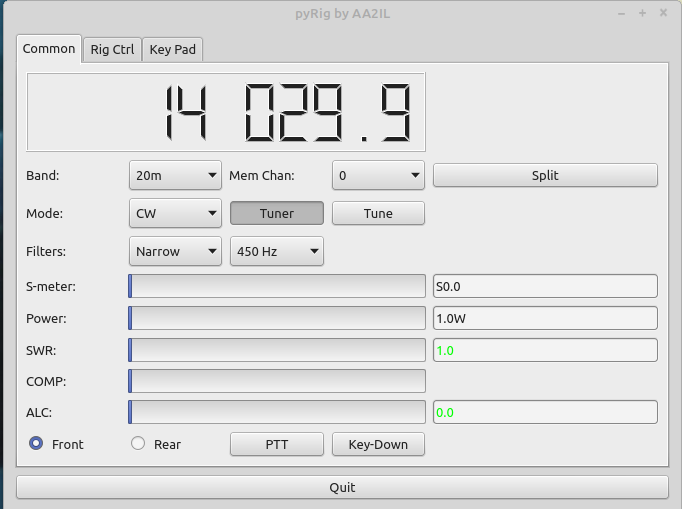 pyRig by AA2IL
Common Rig Ctrl Key Pad
14 029.9
Band: 20m Mem Chan: 0 Split
Mode: CW Tuner Tune
Filters: Narrow 450 Hz
S-meter: S0.0
Power: 1.0W
SWR: 1.0
COMP:
ALC: 0.0
Front Rear PTT Key-Down
Quit